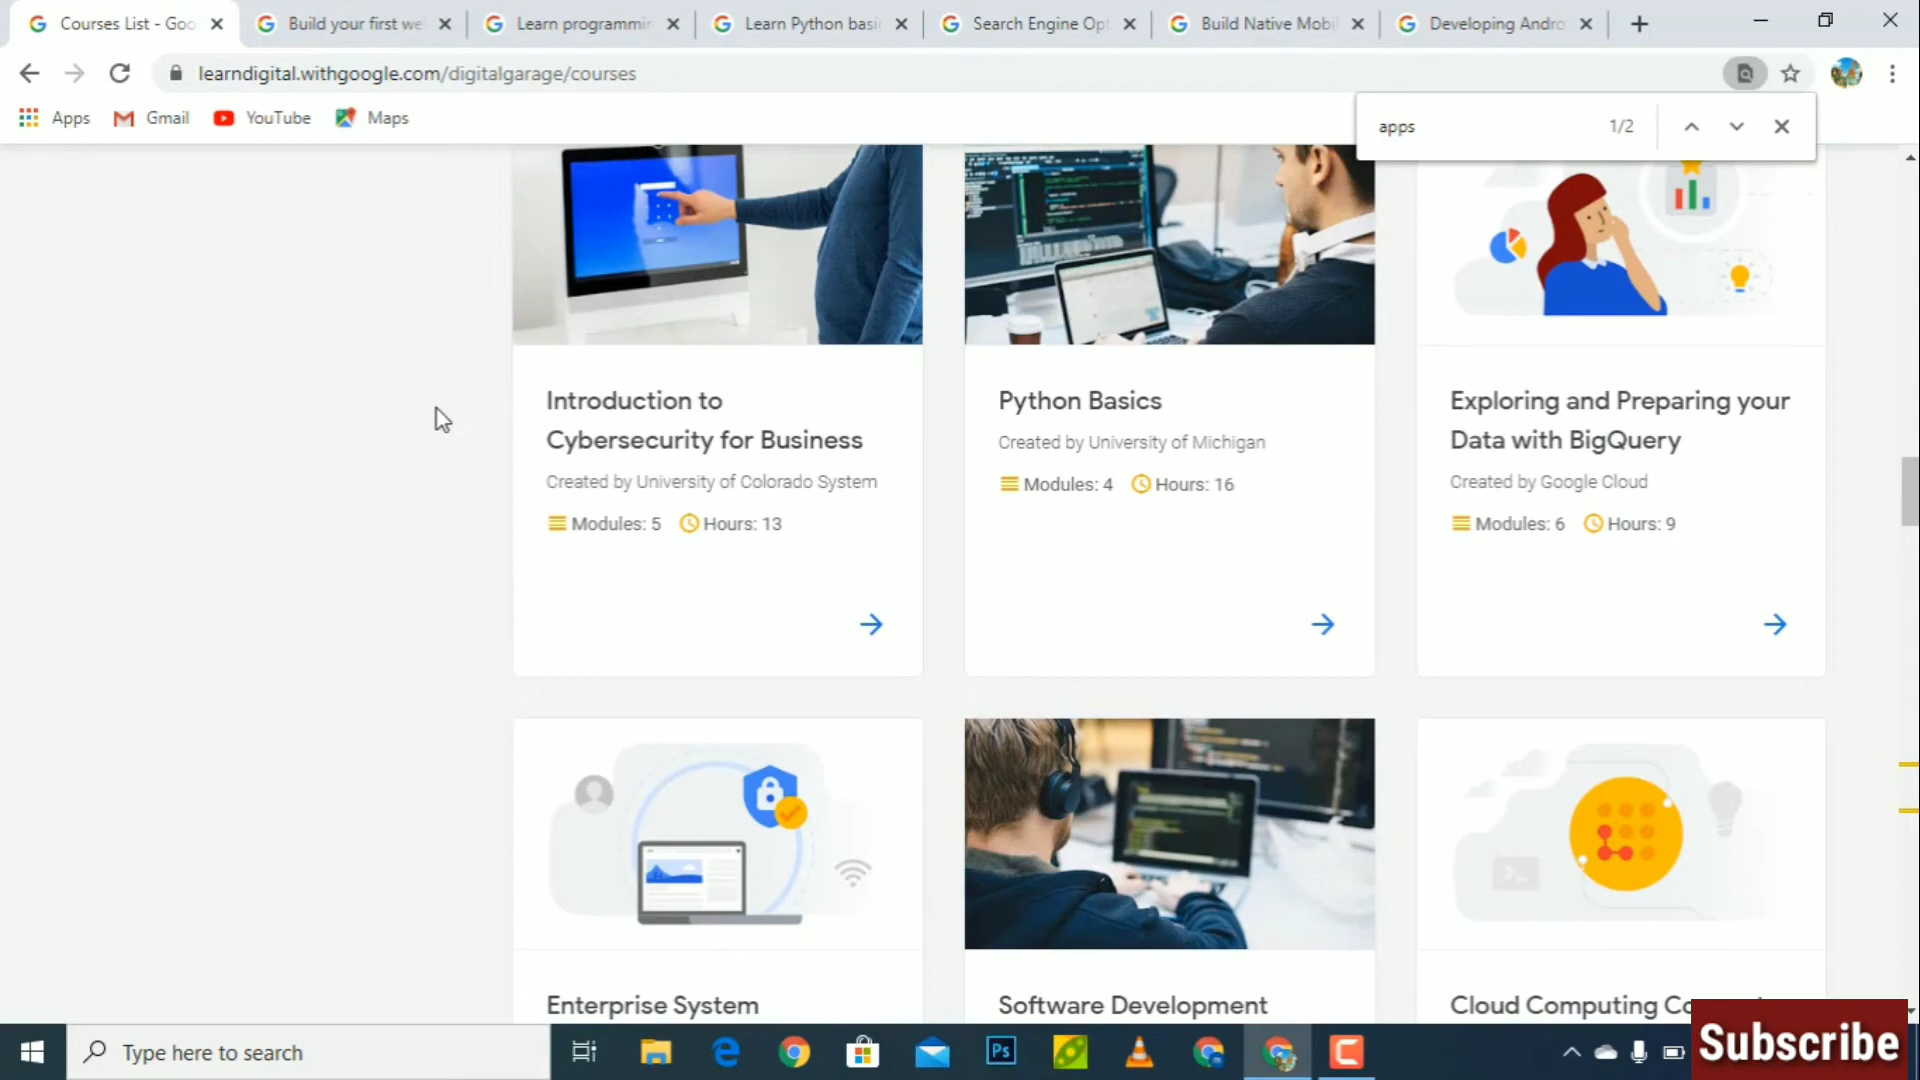 Courses List - Goo
Build your first we
Learn programmin
Learn Python basi
Search Engine Opt
Build Native Mobil
Developing Andro
learndigital.withgoogle.com/digitalgarage/courses
Apps
Gmail
YouTube
Maps
apps
1/2
Introduction to
Cybersecurity for Business
Created by University of Colorado System
Modules: 5
Hours: 13
Python Basics
Created by University of Michigan
Modules: 4
Hours: 16
Exploring and Preparing your
Data with BigQuery
Created by Google Cloud
Modules: 6
Hours: 9
Enterprise System
Software Development
Cloud Computing
Type here to search
Ps
Subscribe